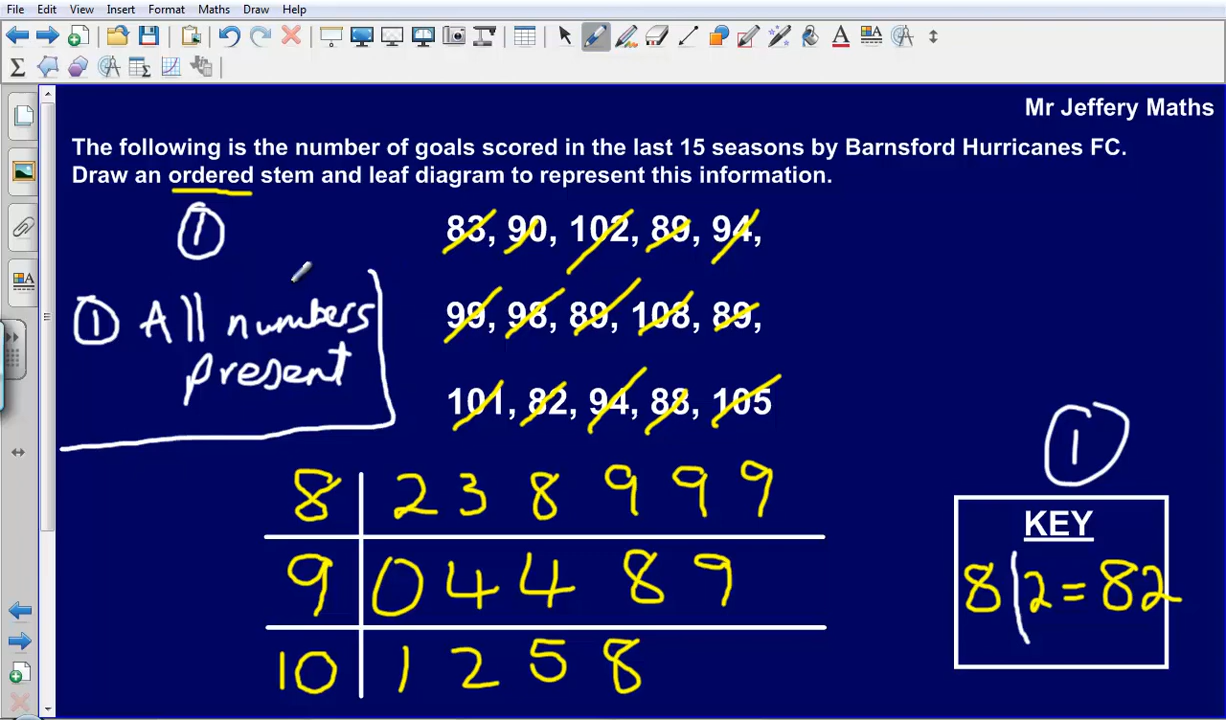 File Edit View Insert Format Maths Draw Help
Mr Jeffery Maths
The following is the number of goals scored in the last 15 seasons by Barnsford Hurricanes FC.
Draw an ordered stem and leaf diagram to represent this information.
1
83, 90, 102, 89, 94,
1 All numbers
present
99, 98, 89, 108, 89,
101, 82, 94, 88, 105
8 | 2 3 8 9 9 9
9 | 0 4 4 8 9
10 | 1 2 5 8
1
KEY
8|2 = 82